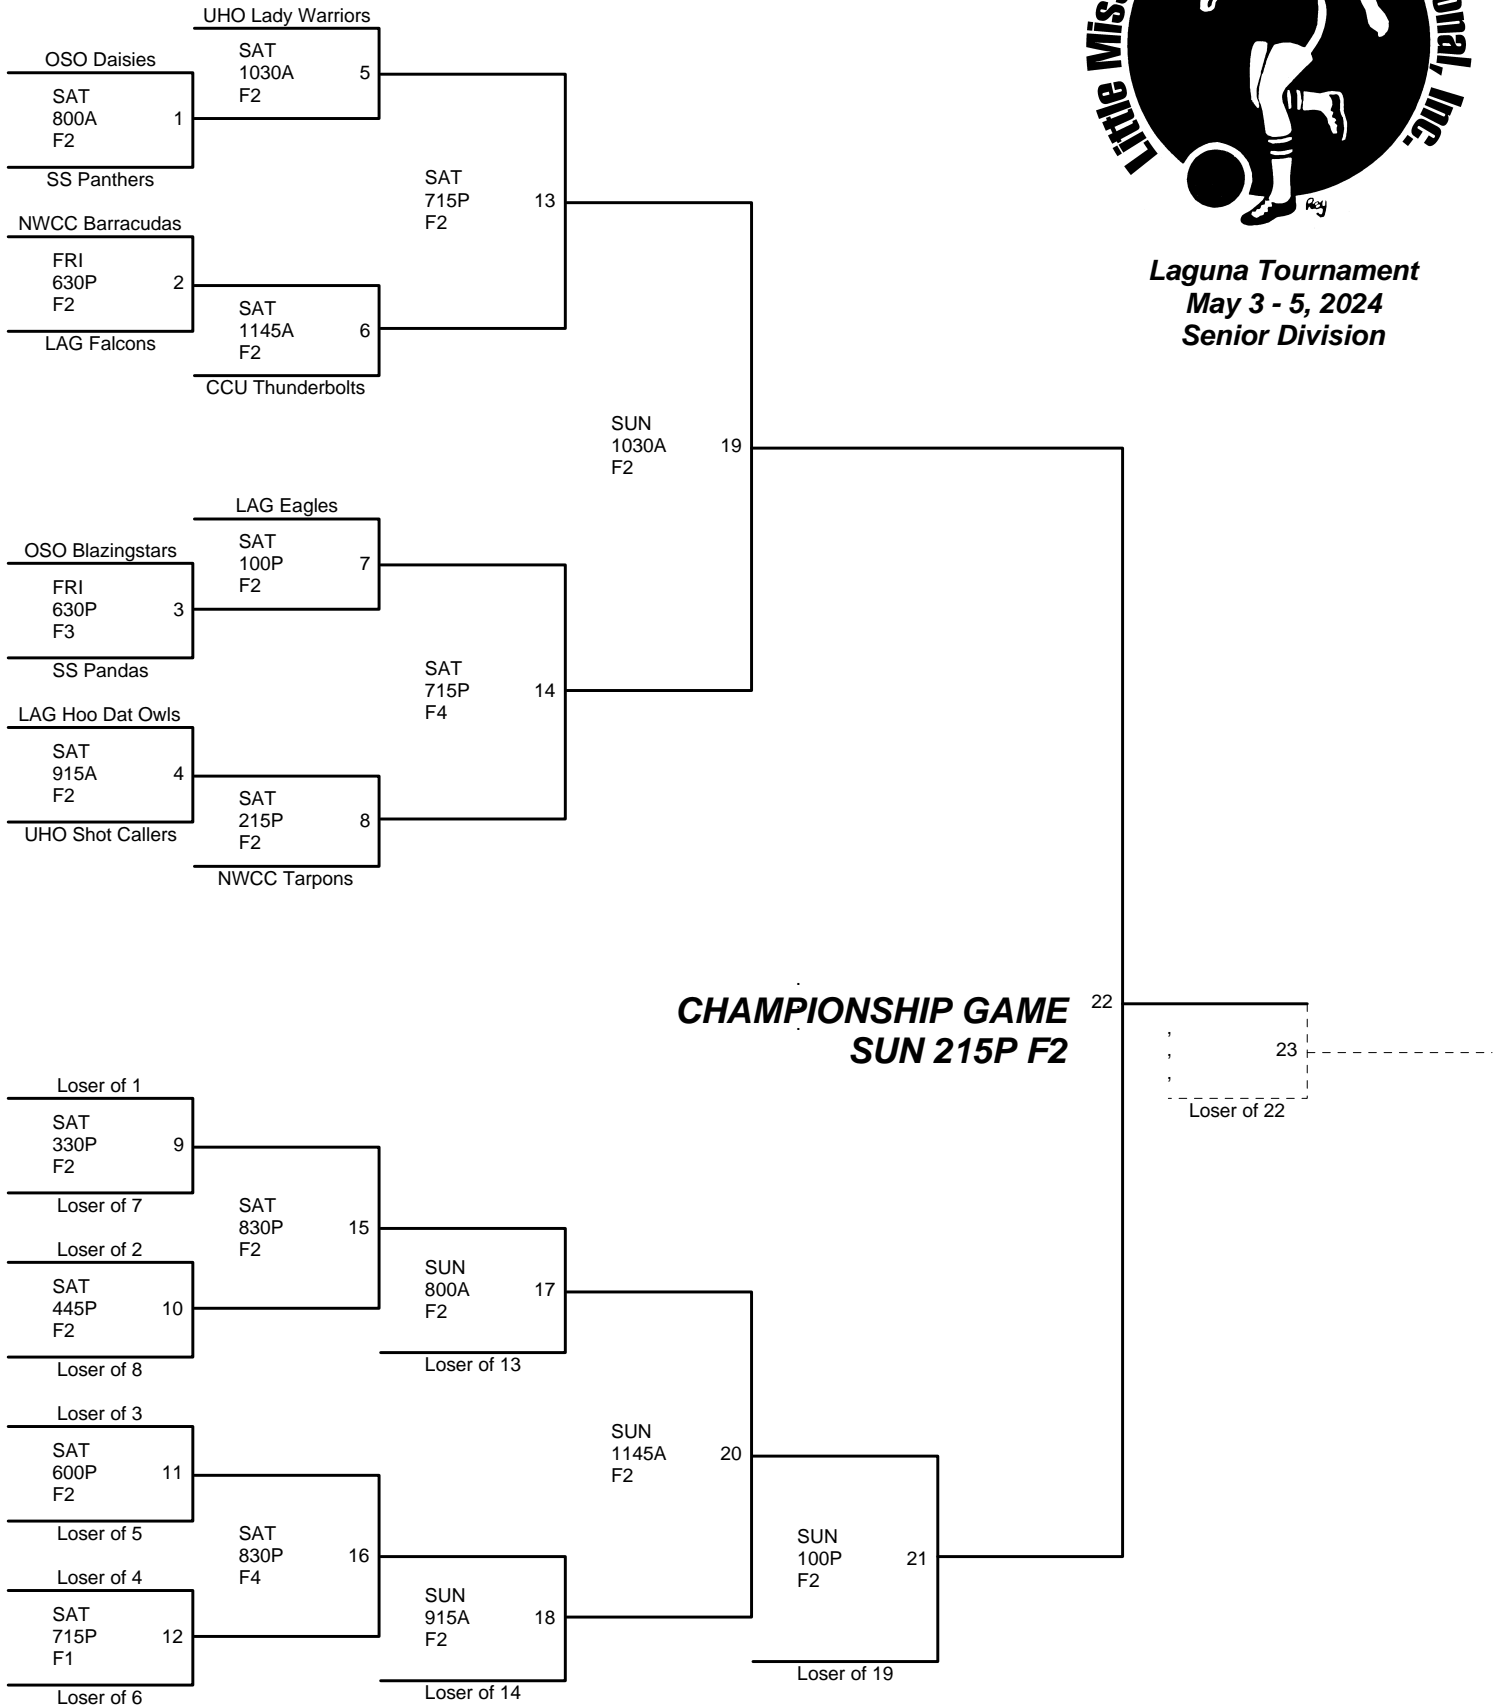 UHO Lady Warriors
SAT
1030A
F2
5
OSO Daisies
SAT
800A
F2
1
SS Panthers
SAT
715P
F2
13
NWCC Barracudas
FRI
630P
F2
2
LAG Falcons
SAT
1145A
F2
6
CCU Thunderbolts
Little Miss
onal, Inc.
Rey
Laguna Tournament
May 3 - 5, 2024
Senior Division
SUN
1030A
F2
19
LAG Eagles
SAT
100P
F2
7
OSO Blazingstars
FRI
630P
F3
3
SS Pandas
SAT
715P
F4
14
LAG Hoo Dat Owls
SAT
915A
F2
4
UHO Shot Callers
SAT
215P
F2
8
NWCC Tarpons
CHAMPIONSHIP GAME
SUN 215P F2
22
,
,
,
23
Loser of 22
Loser of 1
SAT
330P
F2
9
Loser of 7
SAT
830P
F2
15
Loser of 2
SAT
445P
F2
10
Loser of 8
SUN
800A
F2
17
Loser of 13
Loser of 3
SAT
600P
F2
11
Loser of 5
SAT
830P
F4
16
Loser of 4
SAT
715P
F1
12
Loser of 6
SUN
915A
F2
18
Loser of 14
SUN
1145A
F2
20
SUN
100P
F2
21
Loser of 19